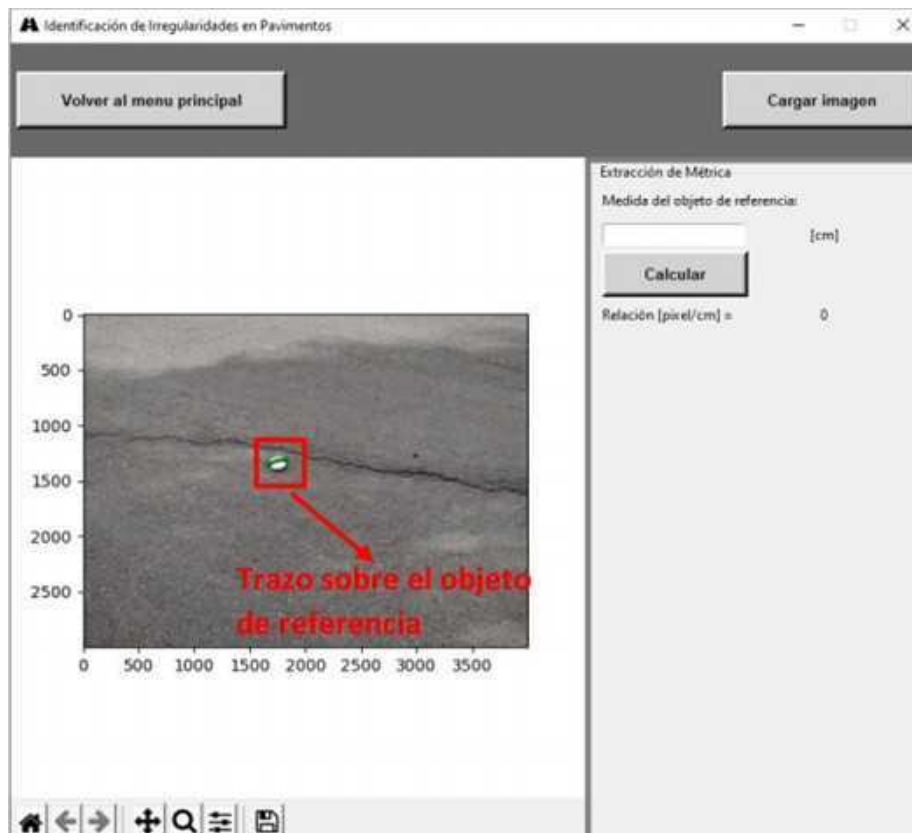 Identificación de Irregularidades en Pavimentos
Volver al menu principal
Cargar imagen
Extracción de Métrica
Medida del objeto de referencia:
[cm]
Calcular
Relación [pixel/cm] = 0
0
500
1000
1500
2000
2500
Trazo sobre el objeto
de referencia
0 500 1000 1500 2000 2500 3000 3500